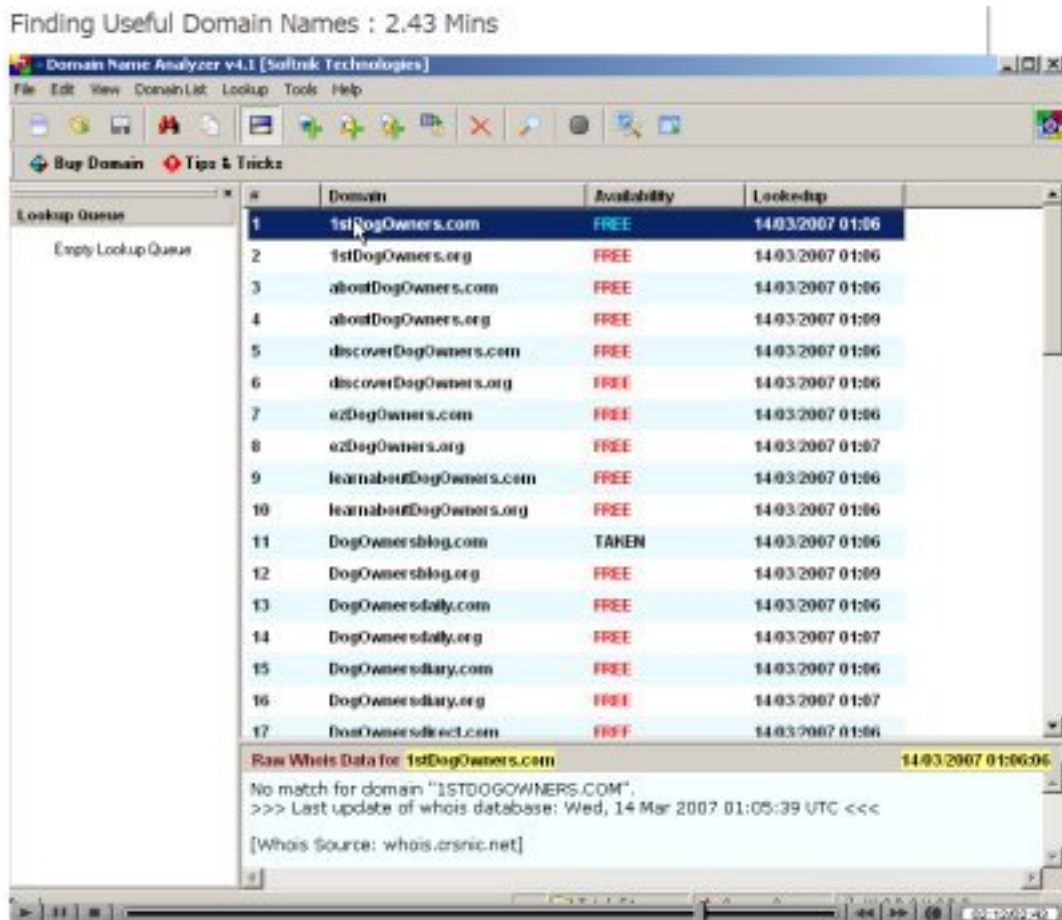 Finding Useful Domain Names : 2.43 Mins
- Domain Name Analyzer v4.1 [Softnik Technologies]
File Edit View DomainList Lookup Tools Help
Buy Domain Tips & Tricks
Lookup Queue
Empty Lookup Queue
# Domain Availability Lookedup
1 1stDogOwners.com FREE 14/03/2007 01:06
2 1stDogOwners.org FREE 14/03/2007 01:06
3 aboutDogOwners.com FREE 14/03/2007 01:06
4 aboutDogOwners.org FREE 14/03/2007 01:09
5 discoverDogOwners.com FREE 14/03/2007 01:06
6 discoverDogOwners.org FREE 14/03/2007 01:06
7 ezDogOwners.com FREE 14/03/2007 01:06
8 ezDogOwners.org FREE 14/03/2007 01:07
9 learnaboutDogOwners.com FREE 14/03/2007 01:06
10 learnaboutDogOwners.org FREE 14/03/2007 01:06
11 DogOwnersblog.com TAKEN 14/03/2007 01:06
12 DogOwnersblog.org FREE 14/03/2007 01:09
13 DogOwnersdaily.com FREE 14/03/2007 01:06
14 DogOwnersdaily.org FREE 14/03/2007 01:07
15 DogOwnersdiary.com FREE 14/03/2007 01:06
16 DogOwnersdiary.org FREE 14/03/2007 01:07
17 DogOwnersdirect.com FREE 14/03/2007 01:06
Raw Whois Data for 1stDogOwners.com 14/03/2007 01:06:06
No match for domain "1STDOGOWNERS.COM".
>>> Last update of whois database: Wed, 14 Mar 2007 01:05:39 UTC <<<
[Whois Source: whois.crsnic.net]